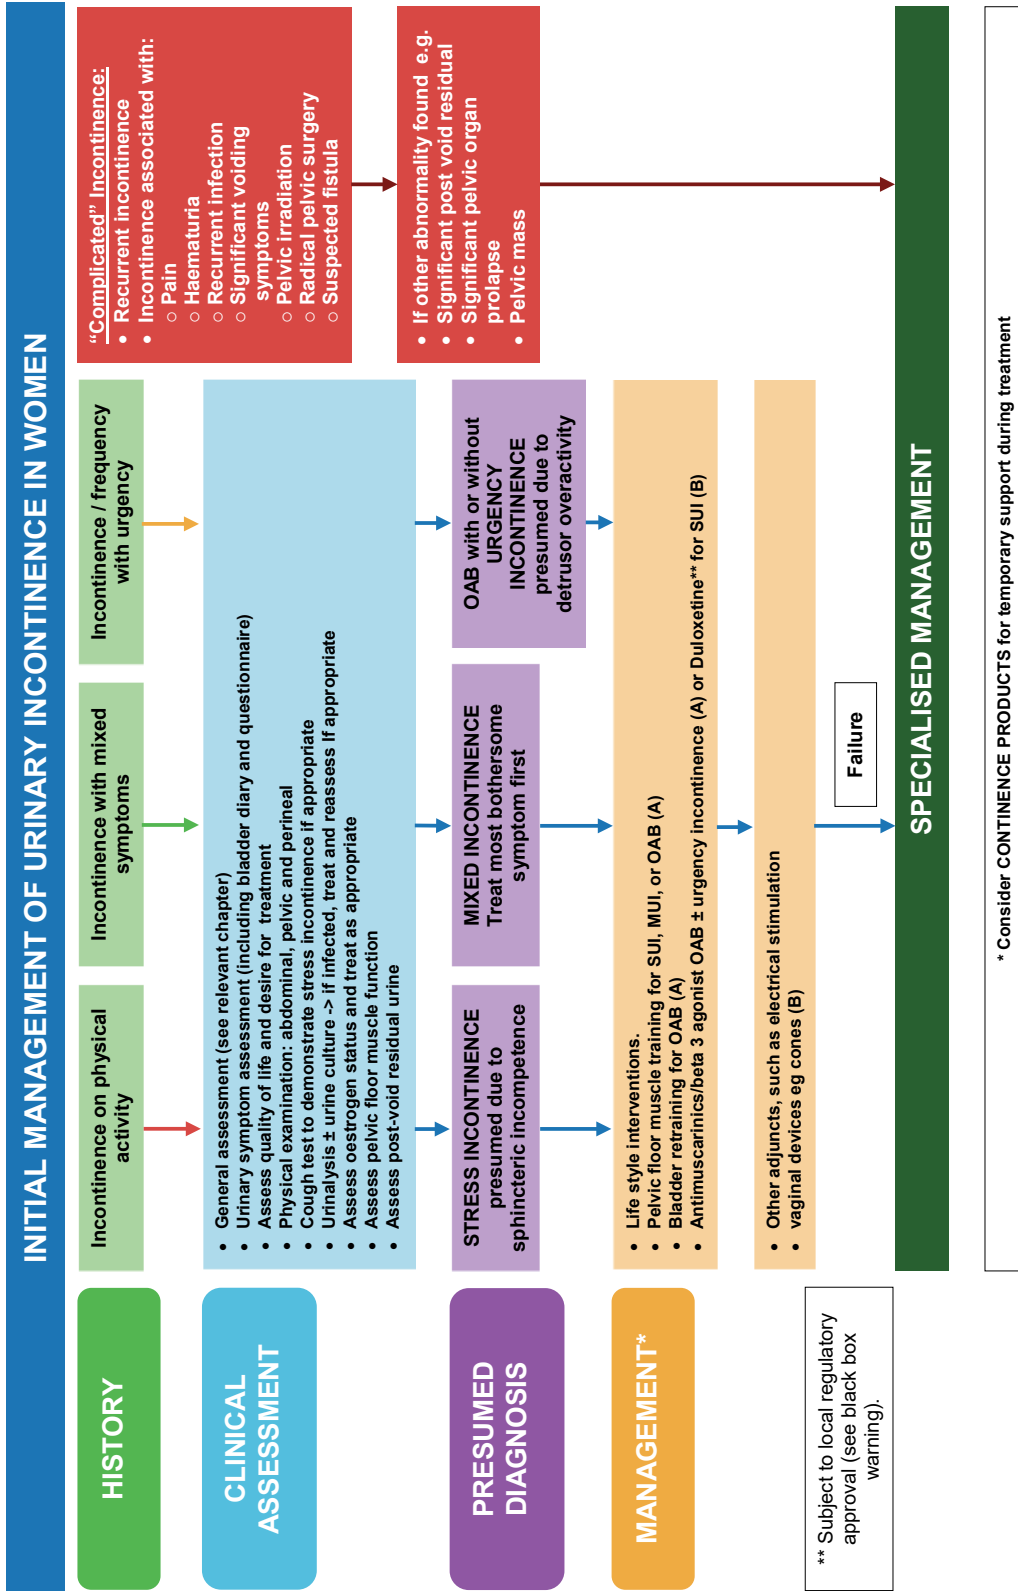 INITIAL MANAGEMENT OF URINARY INCONTINENCE IN WOMEN
HISTORY
Incontinence on physical
activity
Incontinence with mixed
symptoms
Incontinence / frequency
with urgency
“Complicated” Incontinence:
• Recurrent incontinence
• Incontinence associated with:
○ Pain
○ Haematuria
○ Recurrent infection
○ Significant voiding
symptoms
○ Pelvic irradiation
○ Radical pelvic surgery
○ Suspected fistula
CLINICAL
ASSESSMENT
• General assessment (see relevant chapter)
• Urinary symptom assessment (including bladder diary and questionnaire)
• Assess quality of life and desire for treatment
• Physical examination: abdominal, pelvic and perineal
• Cough test to demonstrate stress incontinence if appropriate
• Urinalysis ± urine culture -> if infected, treat and reassess If appropriate
• Assess oestrogen status and treat as appropriate
• Assess pelvic floor muscle function
• Assess post-void residual urine
• If other abnormality found e.g.
• Significant post void residual
• Significant pelvic organ
prolapse
• Pelvic mass
PRESUMED
DIAGNOSIS
STRESS INCONTINENCE
presumed due to
sphincteric incompetence
MIXED INCONTINENCE
Treat most bothersome
symptom first
OAB with or without
URGENCY
INCONTINENCE
presumed due to
detrusor overactivity
MANAGEMENT*
• Life style interventions.
• Pelvic floor muscle training for SUI, MUI, or OAB (A)
• Bladder retraining for OAB (A)
• Antimuscarinics/beta 3 agonist OAB ± urgency incontinence (A) or Duloxetine** for SUI (B)
• Other adjuncts, such as electrical stimulation
• vaginal devices eg cones (B)
** Subject to local regulatory
approval (see black box
warning).
Failure
SPECIALISED MANAGEMENT
* Consider CONTINENCE PRODUCTS for temporary support during treatment